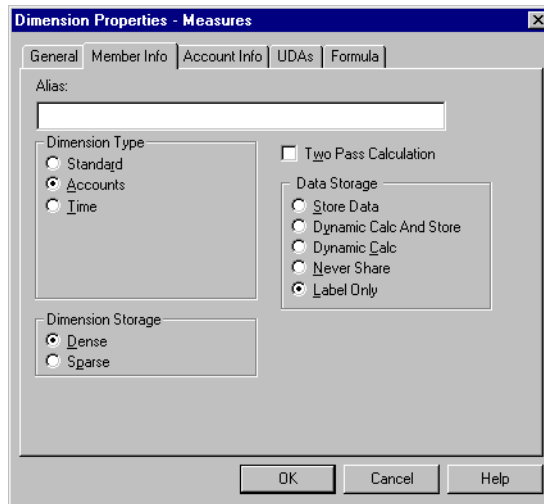 Dimension Properties - Measures
General Member Info Account Info UDAs Formula
Alias:
Dimension Type
Standard
Accounts
Time
Two Pass Calculation
Data Storage
Store Data
Dynamic Calc And Store
Dynamic Calc
Never Share
Label Only
Dimension Storage
Dense
Sparse
OK Cancel Help